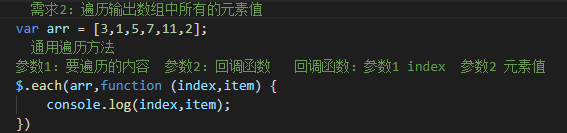 需求2：遍历输出数组中所有的元素值
var arr = [3,1,5,7,11,2];
通用遍历方法
参数1：要遍历的内容  参数2：回调函数   回调函数：参数1 index  参数2 元素值
$.each(arr,function (index,item) {
    console.log(index,item);
})